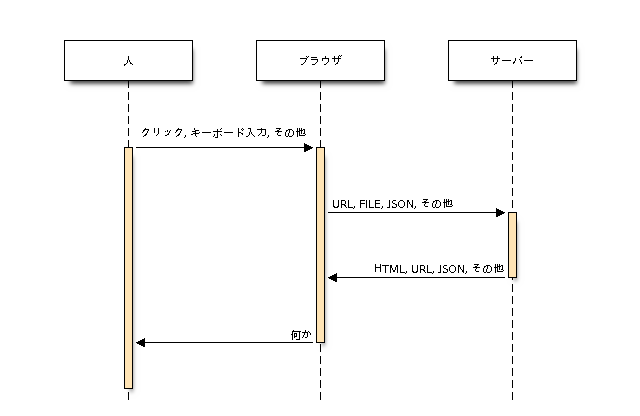 人
ブラウザ
サーバー
クリック, キーボード入力, その他
URL, FILE, JSON, その他
HTML, URL, JSON, その他
何か